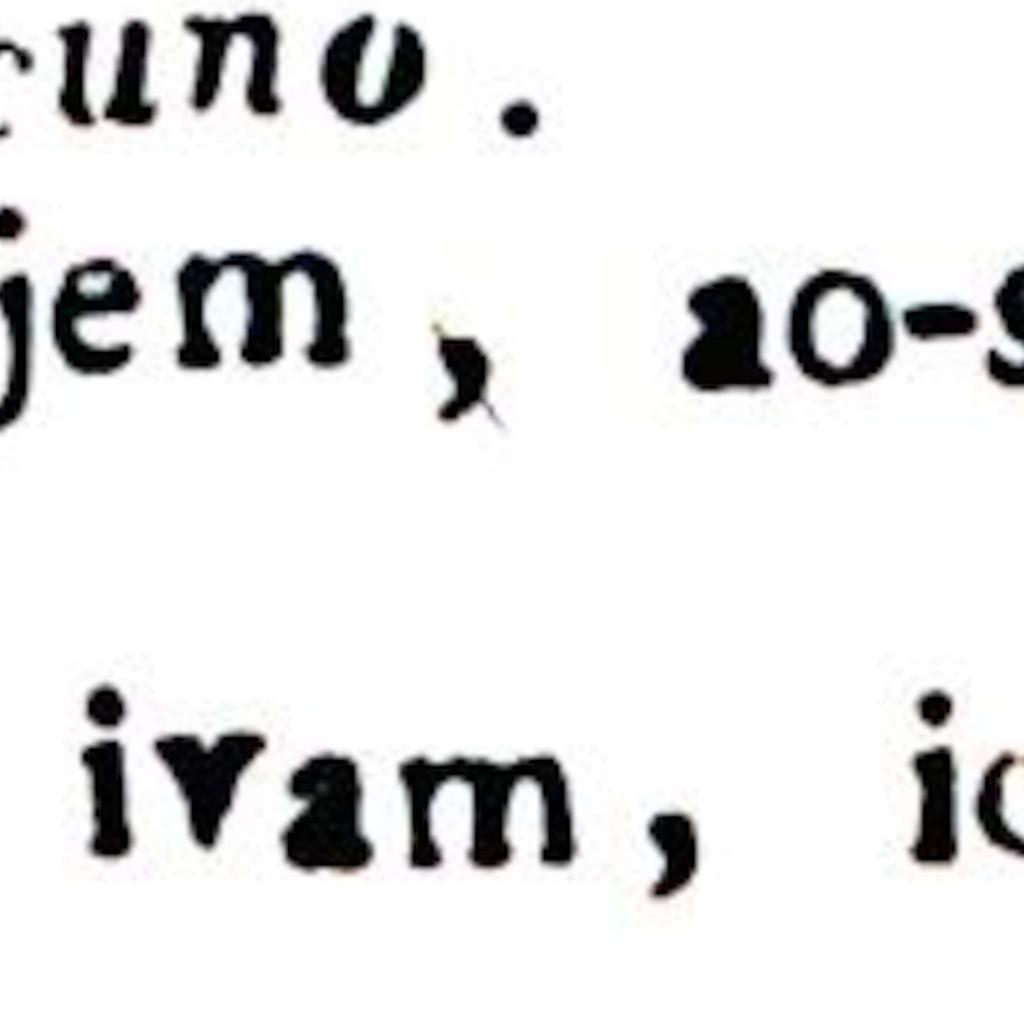 uno.
jem, ao-s
ivam, i